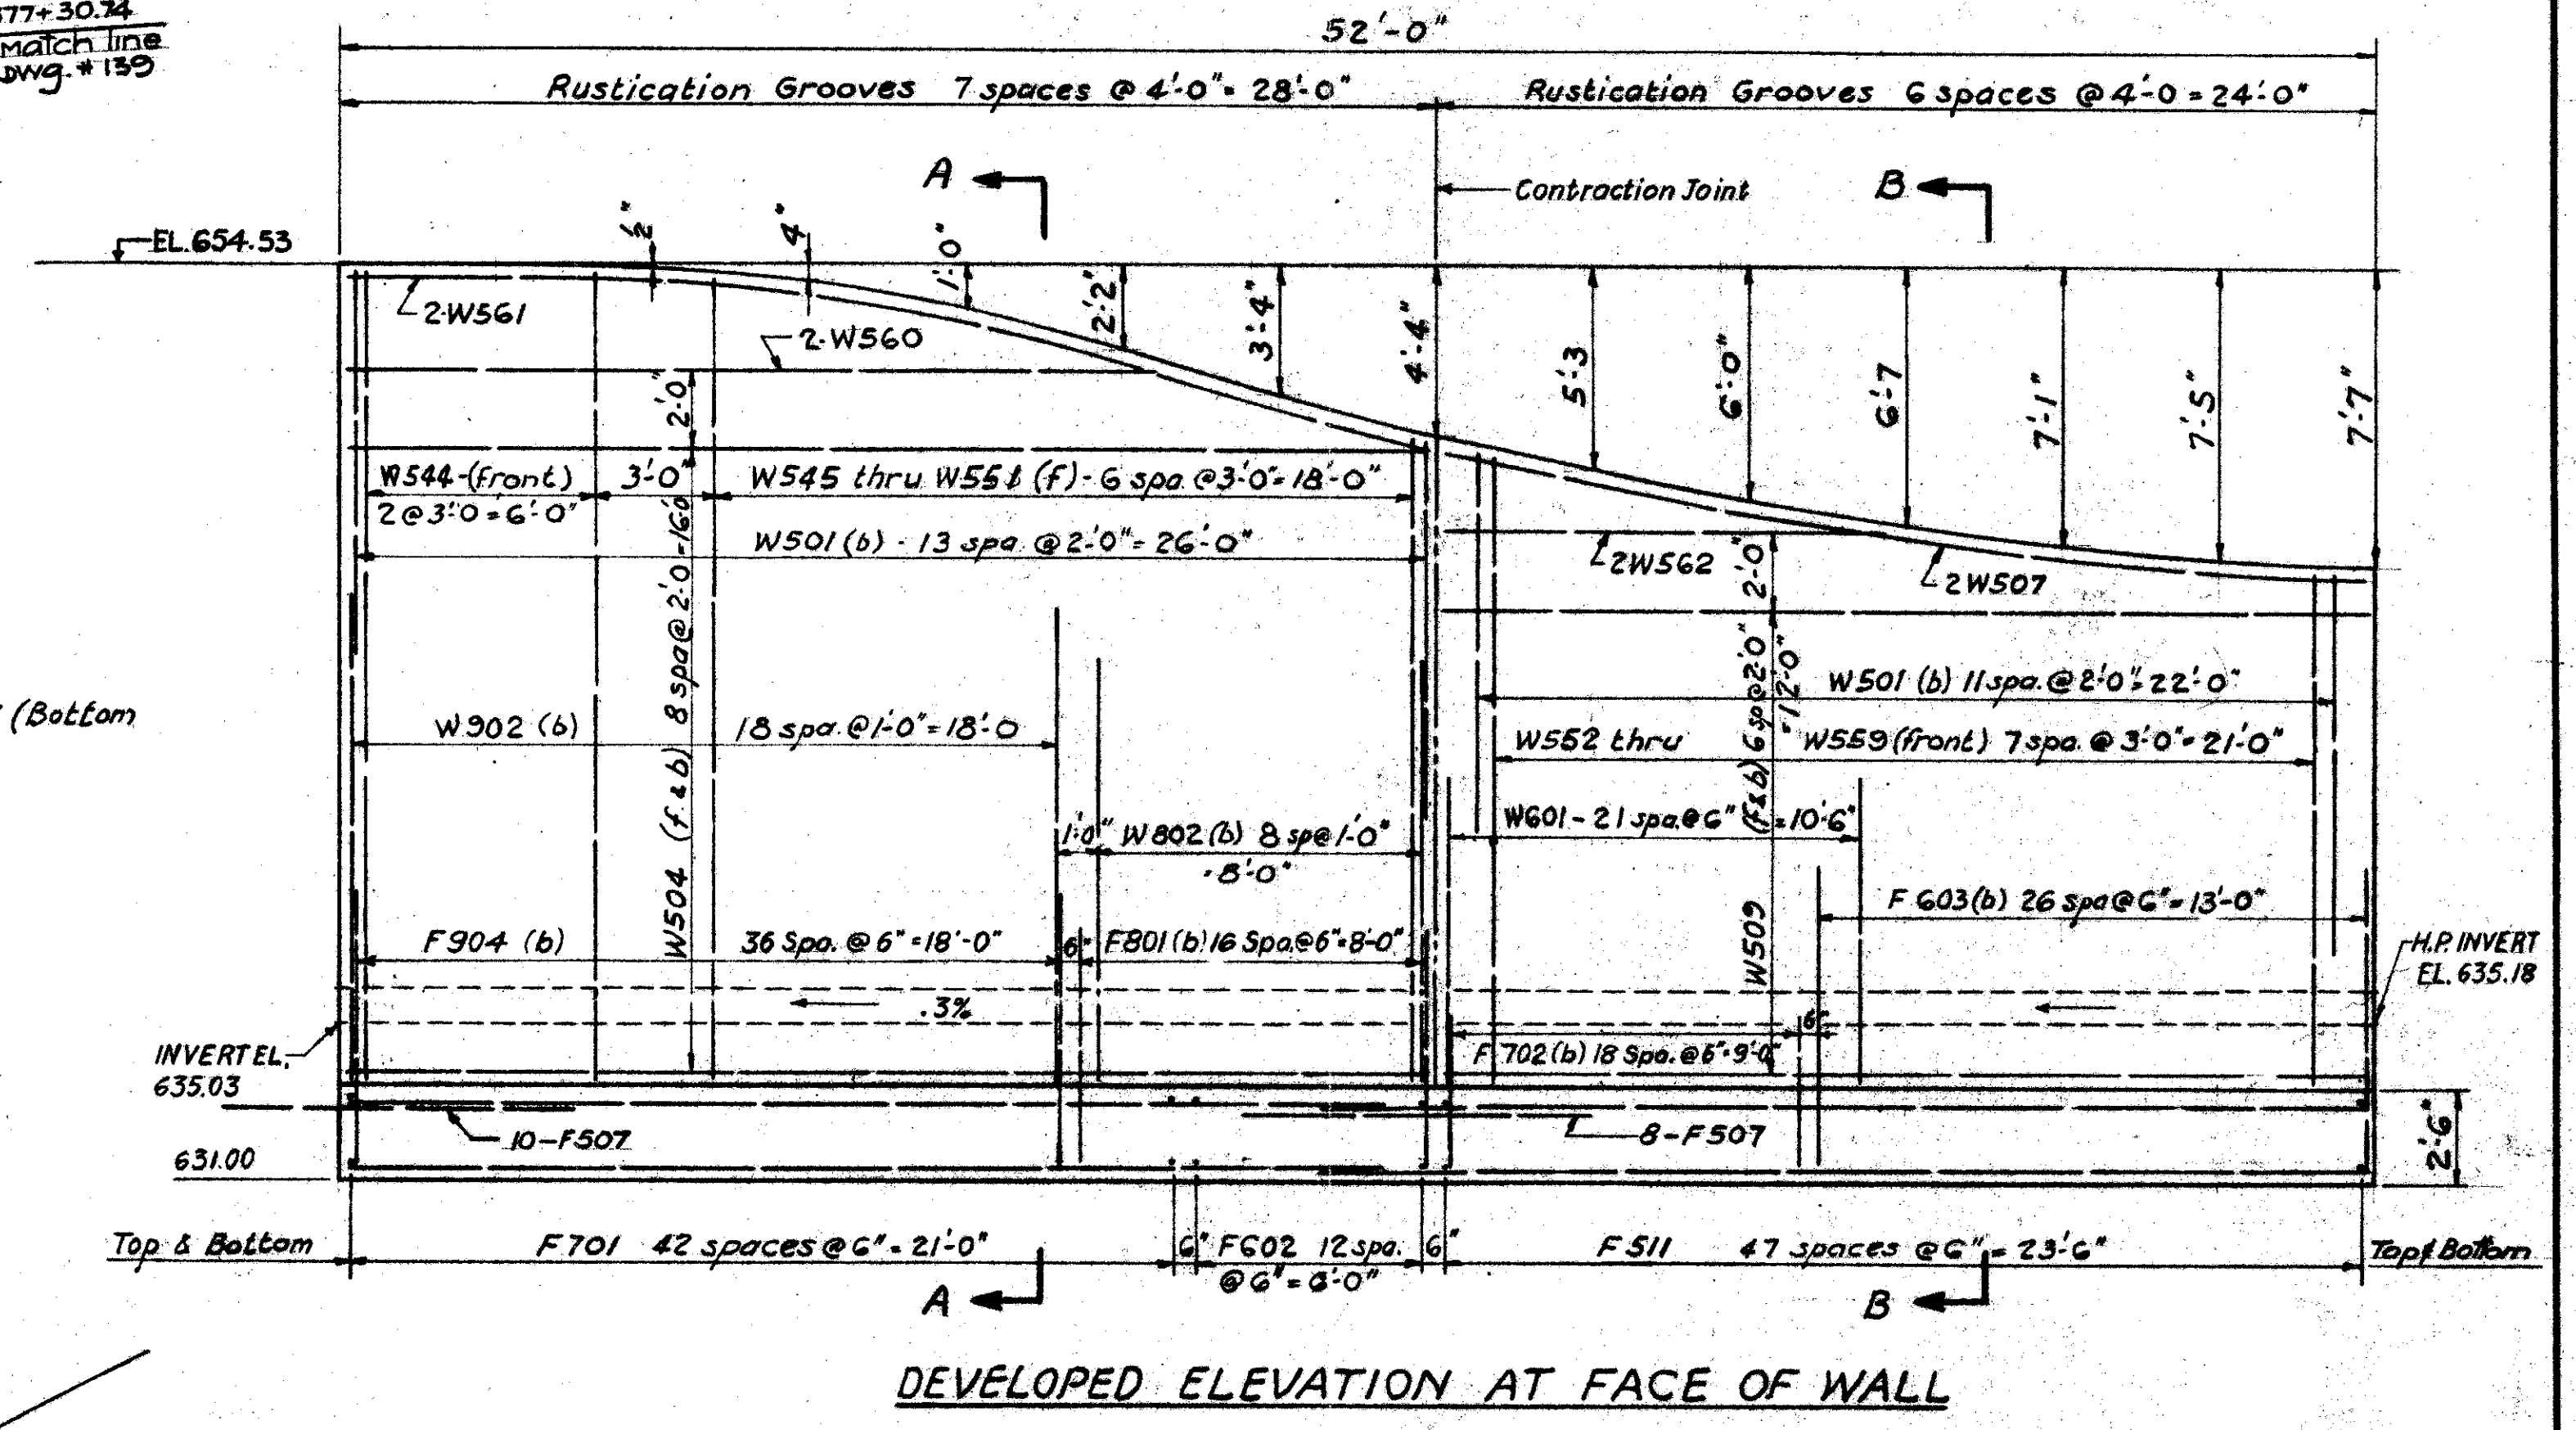 577+30.74
Match line
DWG. # 139
52'-0"
Rustication Grooves 7 spaces @ 4'-0" = 28'-0"
Rustication Grooves 6 spaces @ 4'-0 = 24'-0"
A
Contraction Joint
B
EL.654.53
½"
4"
1'-0"
2'-2"
3'-4"
4'-4"
5'-3
6'-0"
6'-7
7'-1"
7'-5"
7'-7"
2-W561
2-W560
2'-0"
W544-(front)
2 @ 3'-0 = 6'-0"
3'-0"
W545 thru W551 (f) - 6 spa. @ 3'-0" = 18'-0"
W501 (b) - 13 spa. @ 2'-0" = 26'-0"
2W562
2'-0"
2W507
W504 (f. & b) 8 spa @ 2'-0 = 16'-0
W509 (f & b) 6 sp @ 2'-0"
= 12'-0"
W501 (b) 11 spa. @ 2'-0" = 22'-0"
(Bottom
W902 (b) 18 spa. @ 1'-0" = 18'-0
W552 thru W559 (front) 7 spa. @ 3'-0" = 21'-0"
1'-0" W802 (b) 8 sp @ 1'-0"
= 8'-0"
W601 - 21 spa. @ 6" = 10'-6"
F603 (b) 26 spa @ 6" = 13'-0"
F904 (b) 36 Spa. @ 6" = 18'-0"
6" F801 (b) 16 Spa. @ 6" = 8'-0"
H.P. INVERT
EL. 635.18
.3%
INVERT EL.
635.03
6"
F702 (b) 18 Spa. @ 6" = 9'-0"
10-F507
8-F507
2'-6"
631.00
Top & Bottom
F701 42 spaces @ 6" = 21'-0"
6" F602 12 spa. 6"
@ 6" = 6'-0"
F511 47 spaces @ 6" = 23'-6"
Top & Bottom
A
B
DEVELOPED ELEVATION AT FACE OF WALL